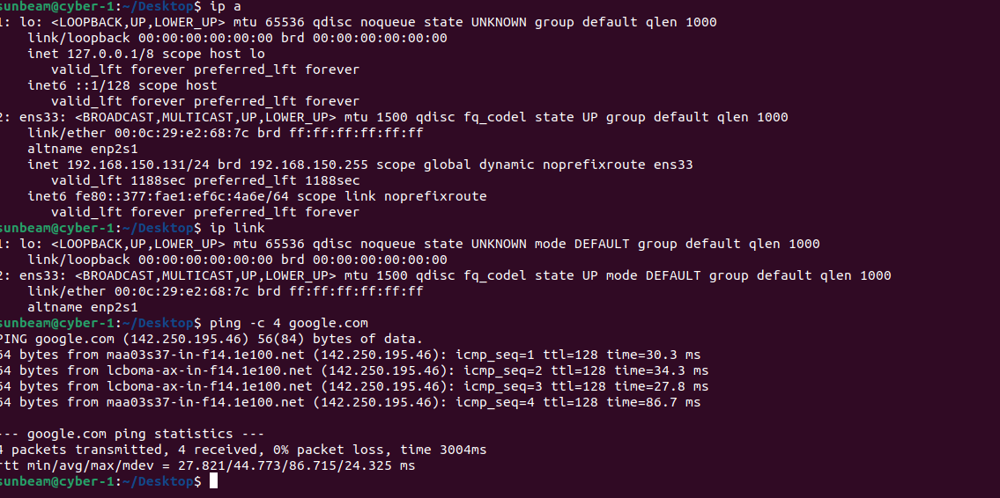 sunbeam@cyber-1:~/Desktop$ ip a
1: lo: <LOOPBACK,UP,LOWER_UP> mtu 65536 qdisc noqueue state UNKNOWN group default qlen 1000
    link/loopback 00:00:00:00:00:00 brd 00:00:00:00:00:00
    inet 127.0.0.1/8 scope host lo
       valid_lft forever preferred_lft forever
    inet6 ::1/128 scope host
       valid_lft forever preferred_lft forever
2: ens33: <BROADCAST,MULTICAST,UP,LOWER_UP> mtu 1500 qdisc fq_codel state UP group default qlen 1000
    link/ether 00:0c:29:e2:68:7c brd ff:ff:ff:ff:ff:ff
    altname enp2s1
    inet 192.168.150.131/24 brd 192.168.150.255 scope global dynamic noprefixroute ens33
       valid_lft 1188sec preferred_lft 1188sec
    inet6 fe80::377:fae1:ef6c:4a6e/64 scope link noprefixroute
       valid_lft forever preferred_lft forever
sunbeam@cyber-1:~/Desktop$ ip link
1: lo: <LOOPBACK,UP,LOWER_UP> mtu 65536 qdisc noqueue state UNKNOWN mode DEFAULT group default qlen 1000
    link/loopback 00:00:00:00:00:00 brd 00:00:00:00:00:00
2: ens33: <BROADCAST,MULTICAST,UP,LOWER_UP> mtu 1500 qdisc fq_codel state UP mode DEFAULT group default qlen 1000
    link/ether 00:0c:29:e2:68:7c brd ff:ff:ff:ff:ff:ff
    altname enp2s1
sunbeam@cyber-1:~/Desktop$ ping -c 4 google.com
PING google.com (142.250.195.46) 56(84) bytes of data.
64 bytes from maa03s37-in-f14.1e100.net (142.250.195.46): icmp_seq=1 ttl=128 time=30.3 ms
64 bytes from lcboma-ax-in-f14.1e100.net (142.250.195.46): icmp_seq=2 ttl=128 time=34.3 ms
64 bytes from lcboma-ax-in-f14.1e100.net (142.250.195.46): icmp_seq=3 ttl=128 time=27.8 ms
64 bytes from maa03s37-in-f14.1e100.net (142.250.195.46): icmp_seq=4 ttl=128 time=86.7 ms

--- google.com ping statistics ---
4 packets transmitted, 4 received, 0% packet loss, time 3004ms
rtt min/avg/max/mdev = 27.821/44.773/86.715/24.325 ms
sunbeam@cyber-1:~/Desktop$